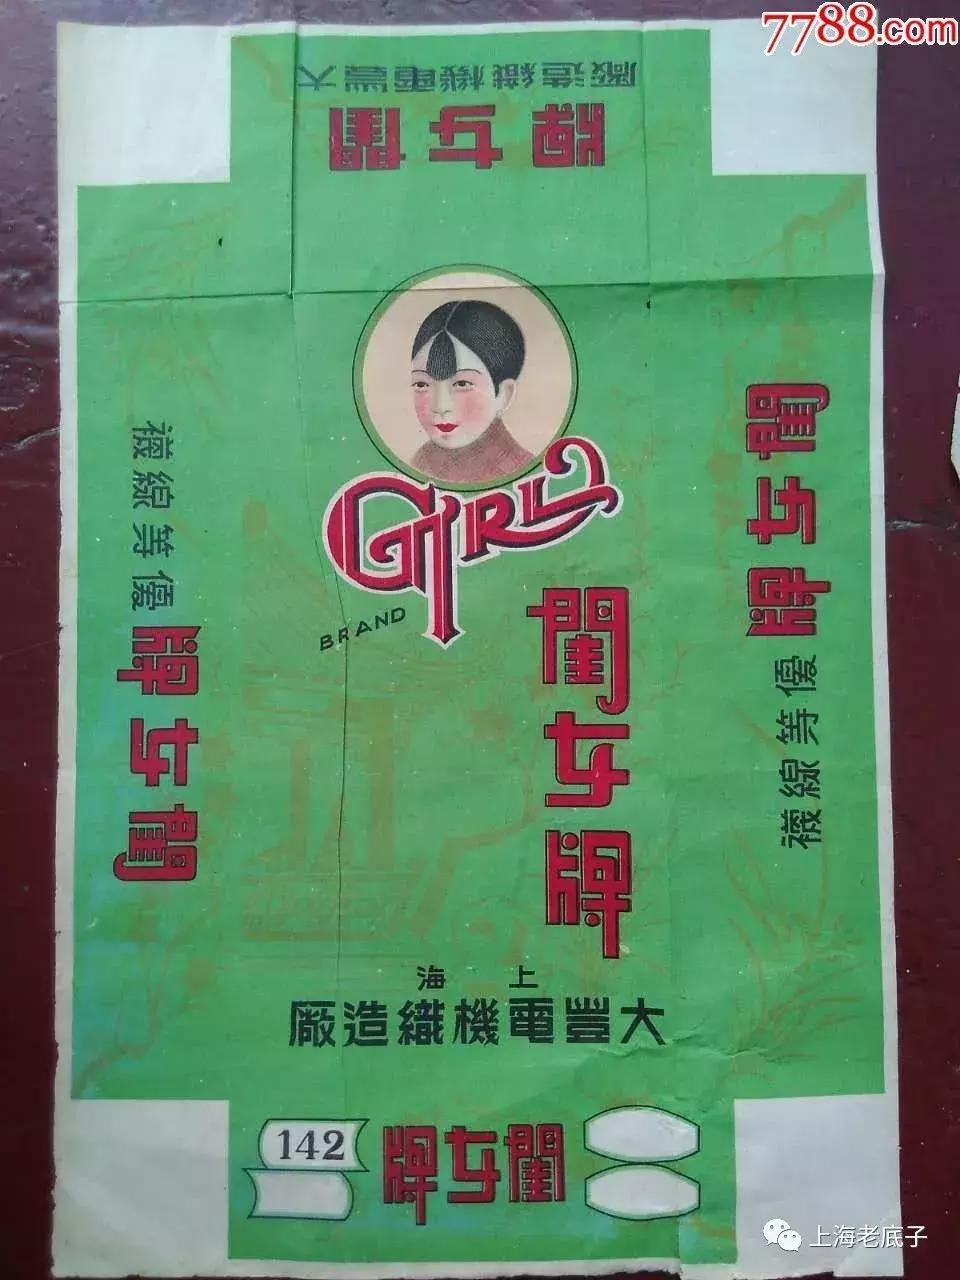 7788.com
大豐電機織造廠
閨女牌
GIRL
BRAND
閨女牌
閨女牌
優等線襪
閨女牌
優等線襪
上海
大豐電機織造廠
閨女牌
142
上海老底子